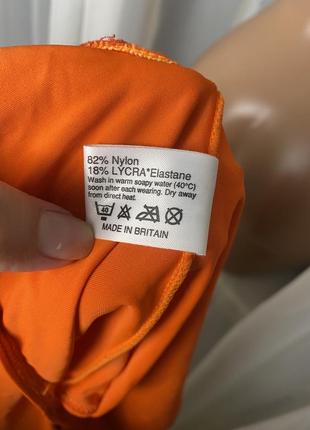 82% Nylon
18% LYCRA*Elastane
Wash in warm soapy water (40°C)
soon after each wearing. Dry away
from direct heat.
40
MADE IN BRITAIN